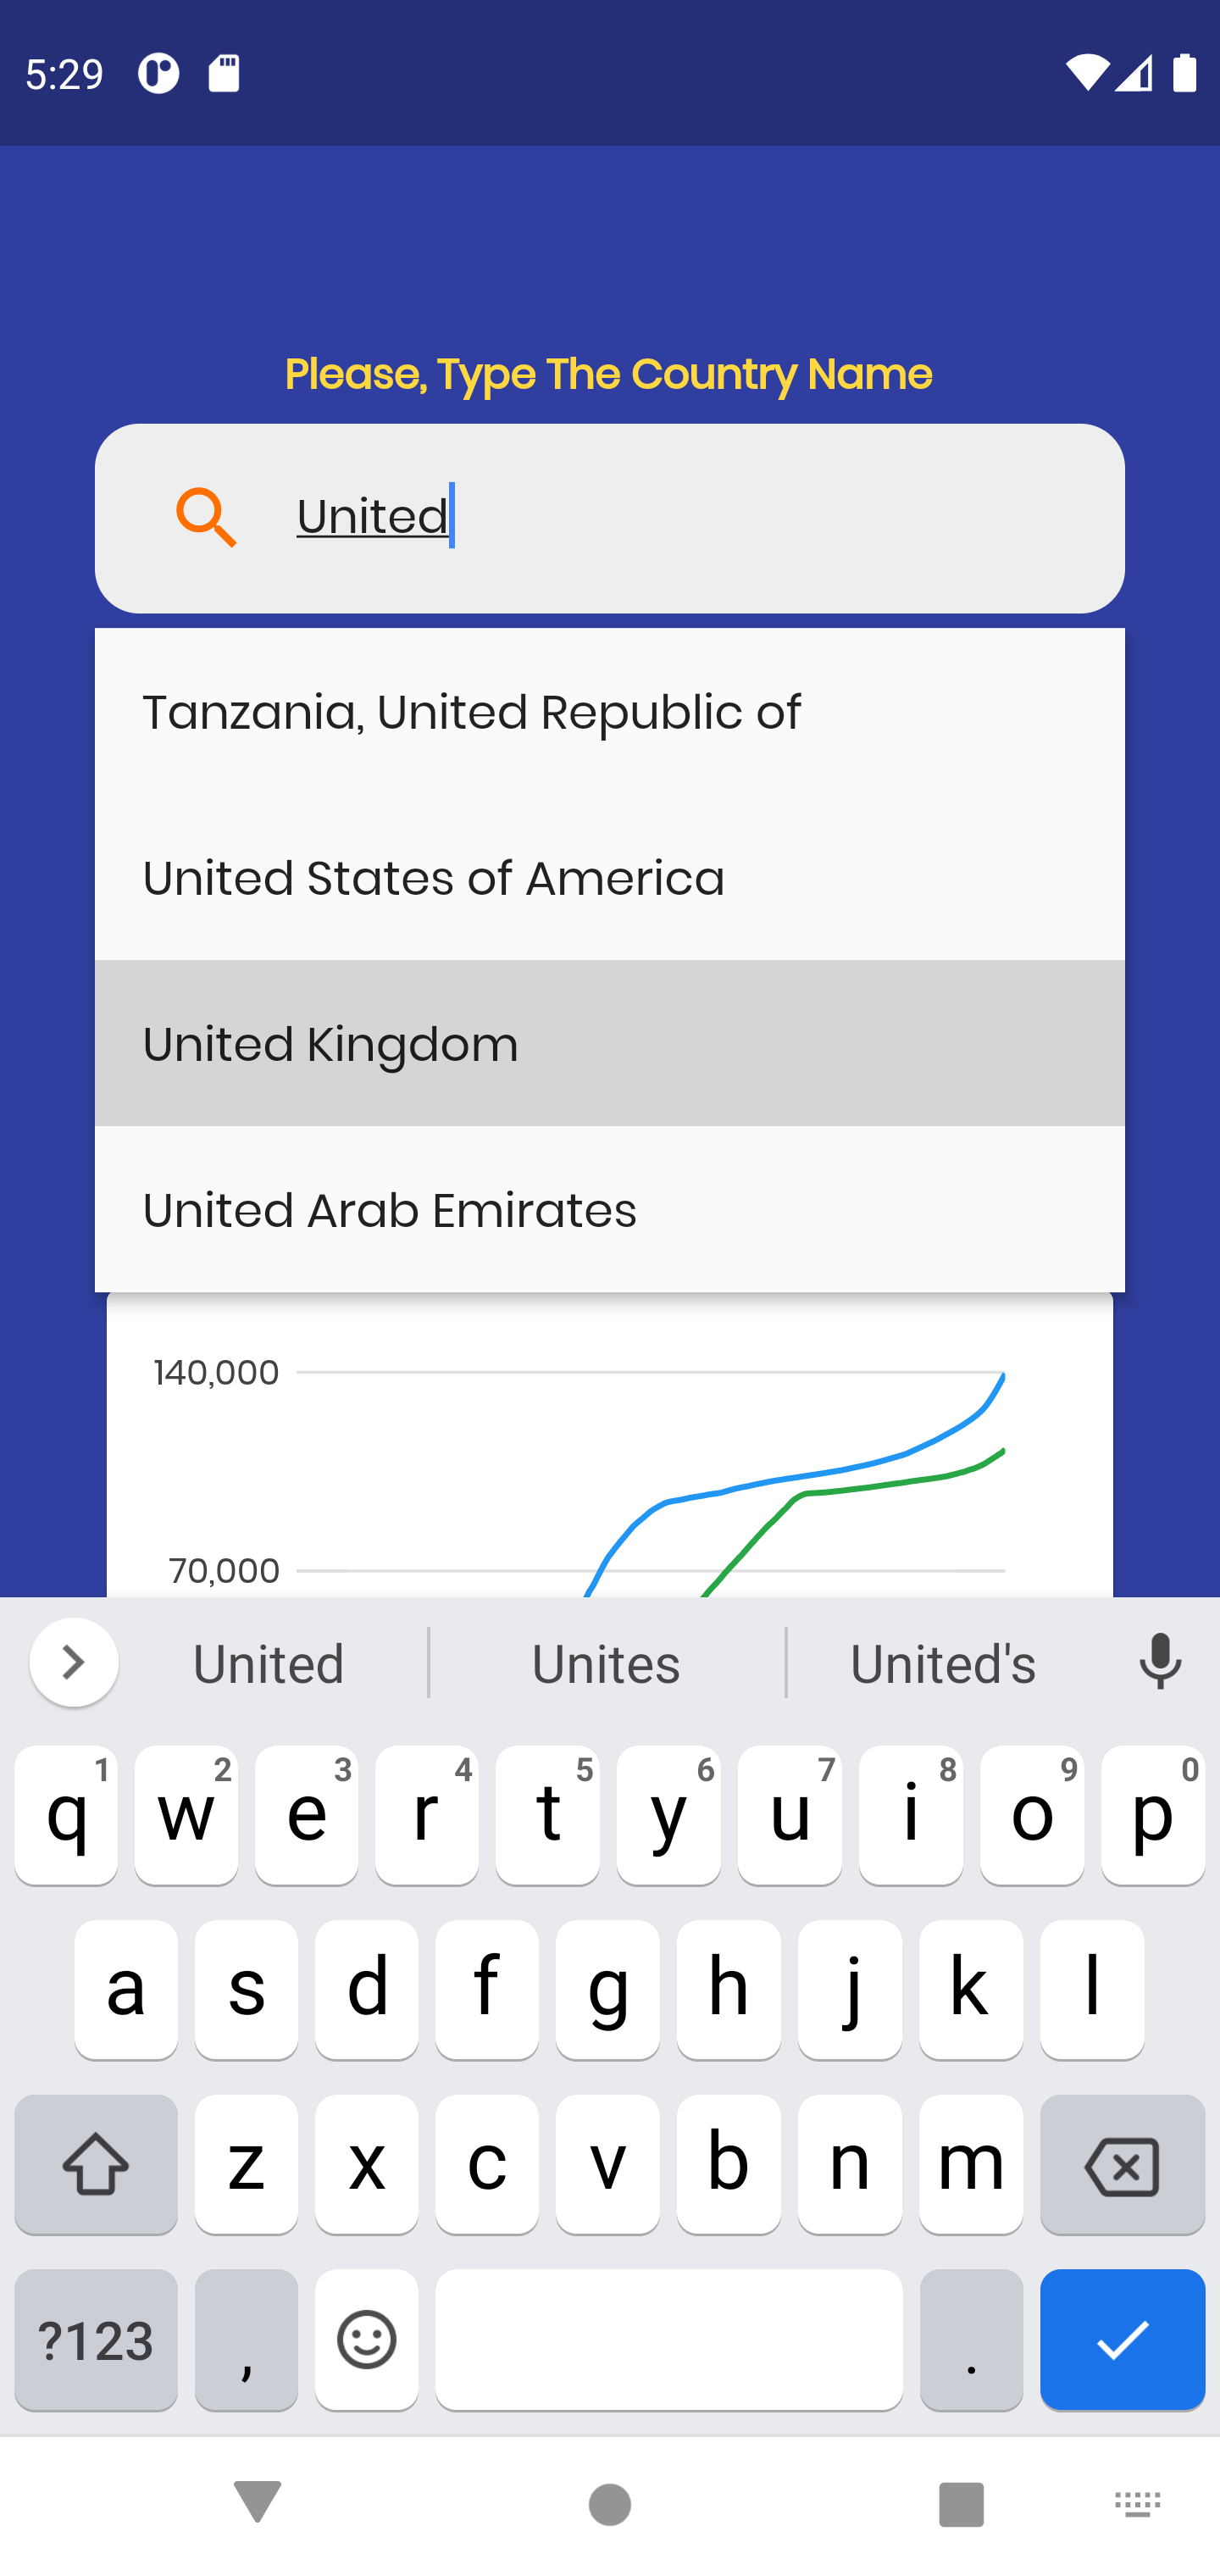 5:29
Please, Type The Country Name
United
Tanzania, United Republic of
United States of America
United Kingdom
United Arab Emirates
140,000
70,000
United Unites United's
q 1 w 2 e 3 r 4 t 5 y 6 u 7 i 8 o 9 p 0
a s d f g h j k l
z x c v b n m
?123 , .